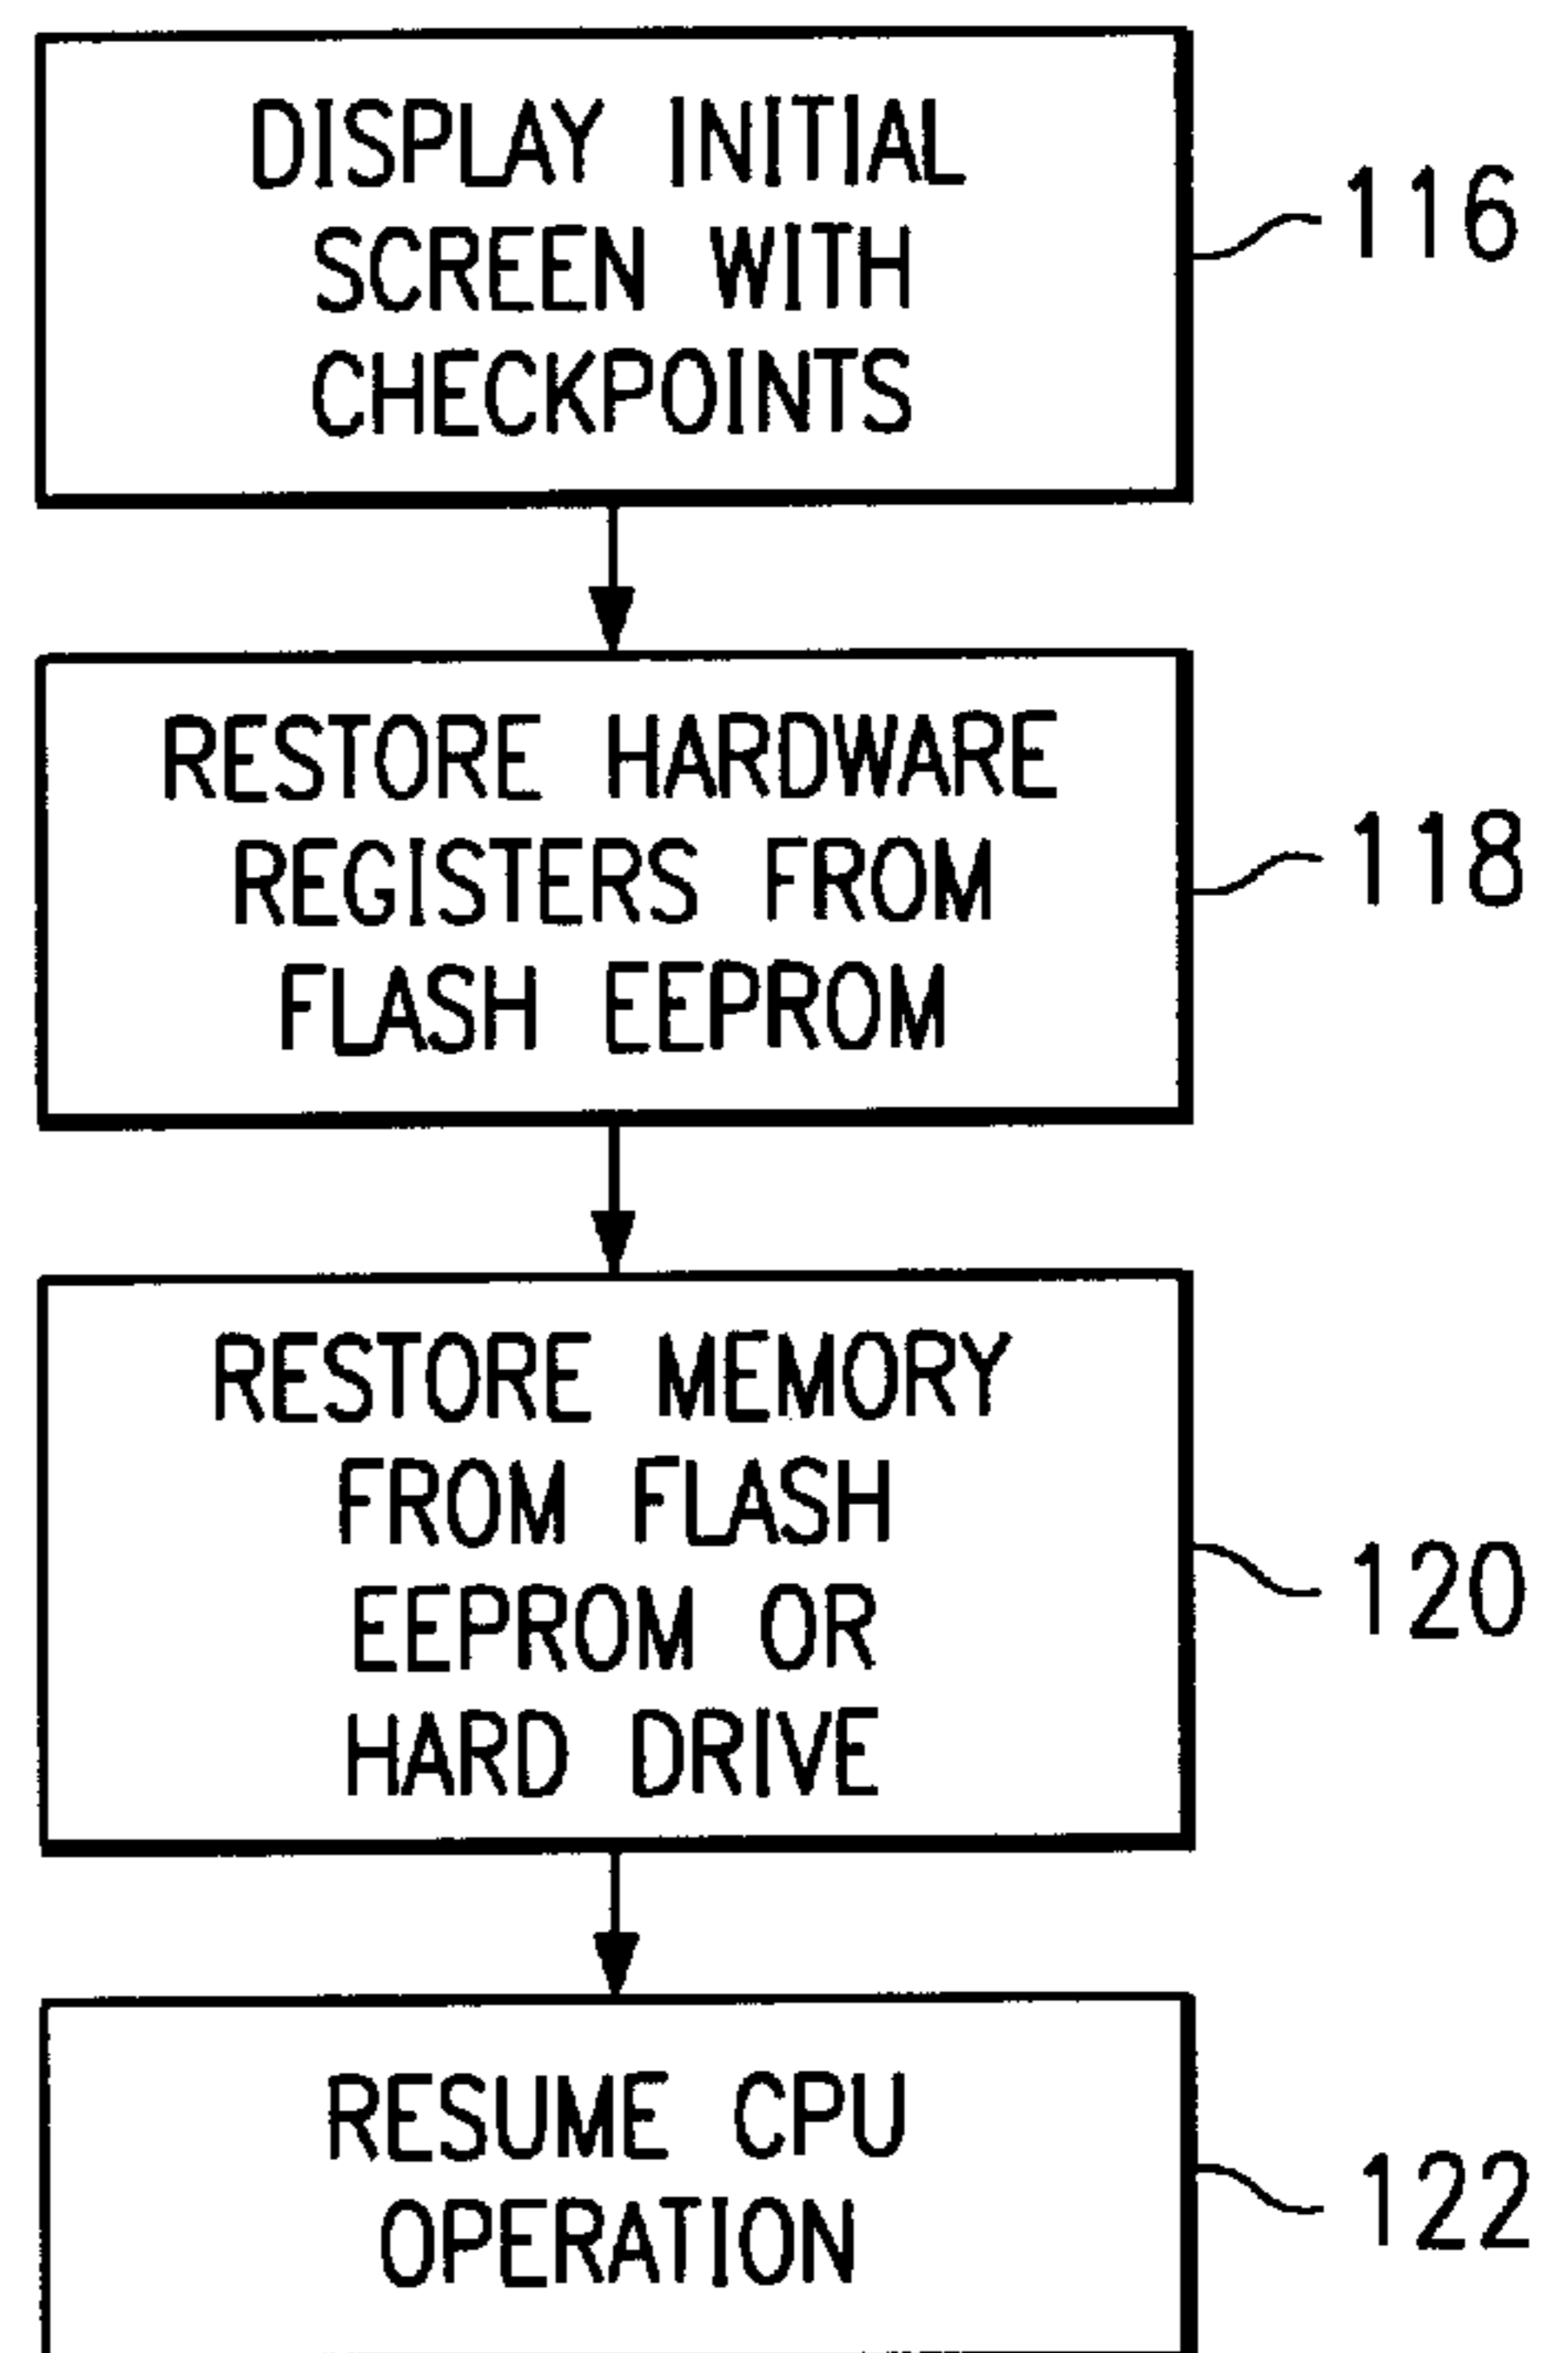 DISPLAY INITIAL
SCREEN WITH
CHECKPOINTS
116
RESTORE HARDWARE
REGISTERS FROM
FLASH EEPROM
118
RESTORE MEMORY
FROM FLASH
EEPROM OR
HARD DRIVE
120
RESUME CPU
OPERATION
122